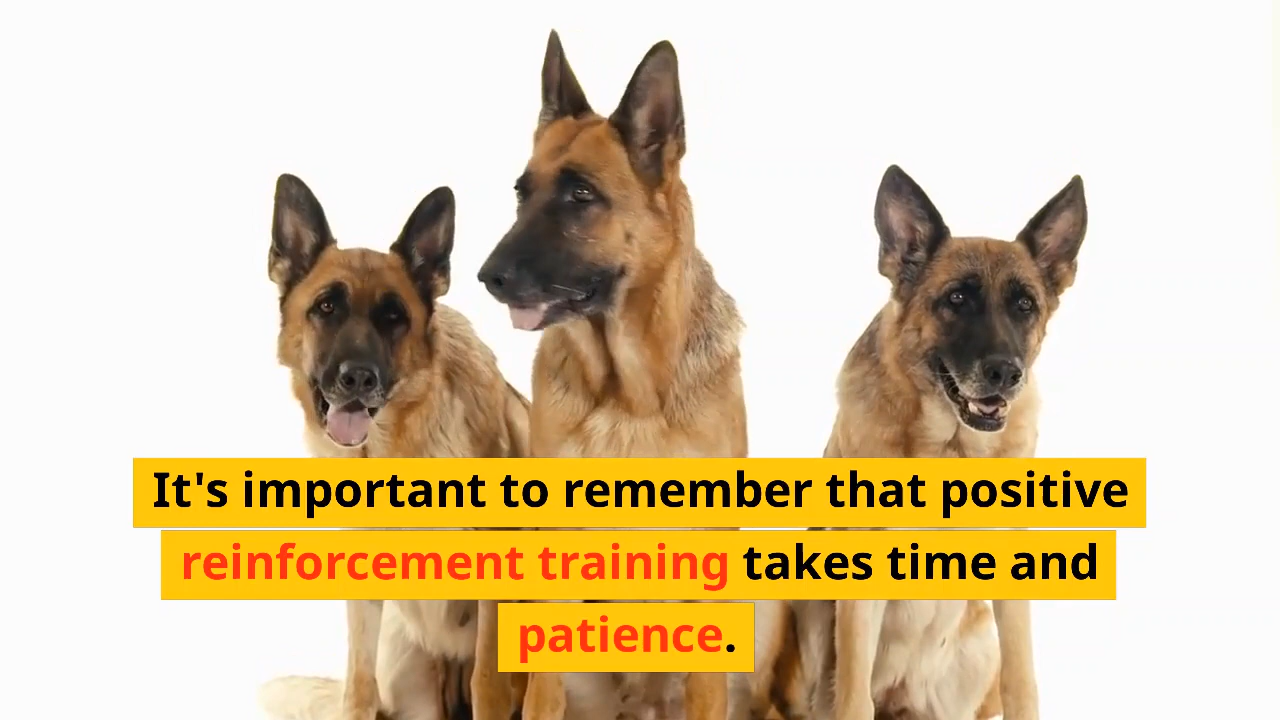 It's important to remember that positive
reinforcement training takes time and
patience.